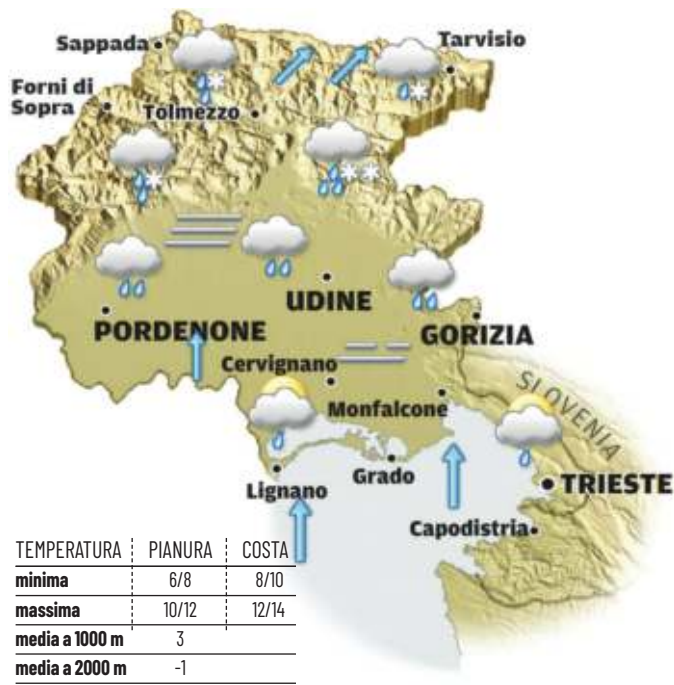 Sappada
Tarvisio
Forni di
Sopra
Tolmezzo
UDINE
PORDENONE
GORIZIA
Cervignano
SLOVENIA
Monfalcone
Grado
Lignano
TRIESTE
Capodistria
TEMPERATURA PIANURA COSTA
minima 6/8 8/10
massima 10/12 12/14
media a 1000 m 3
media a 2000 m -1